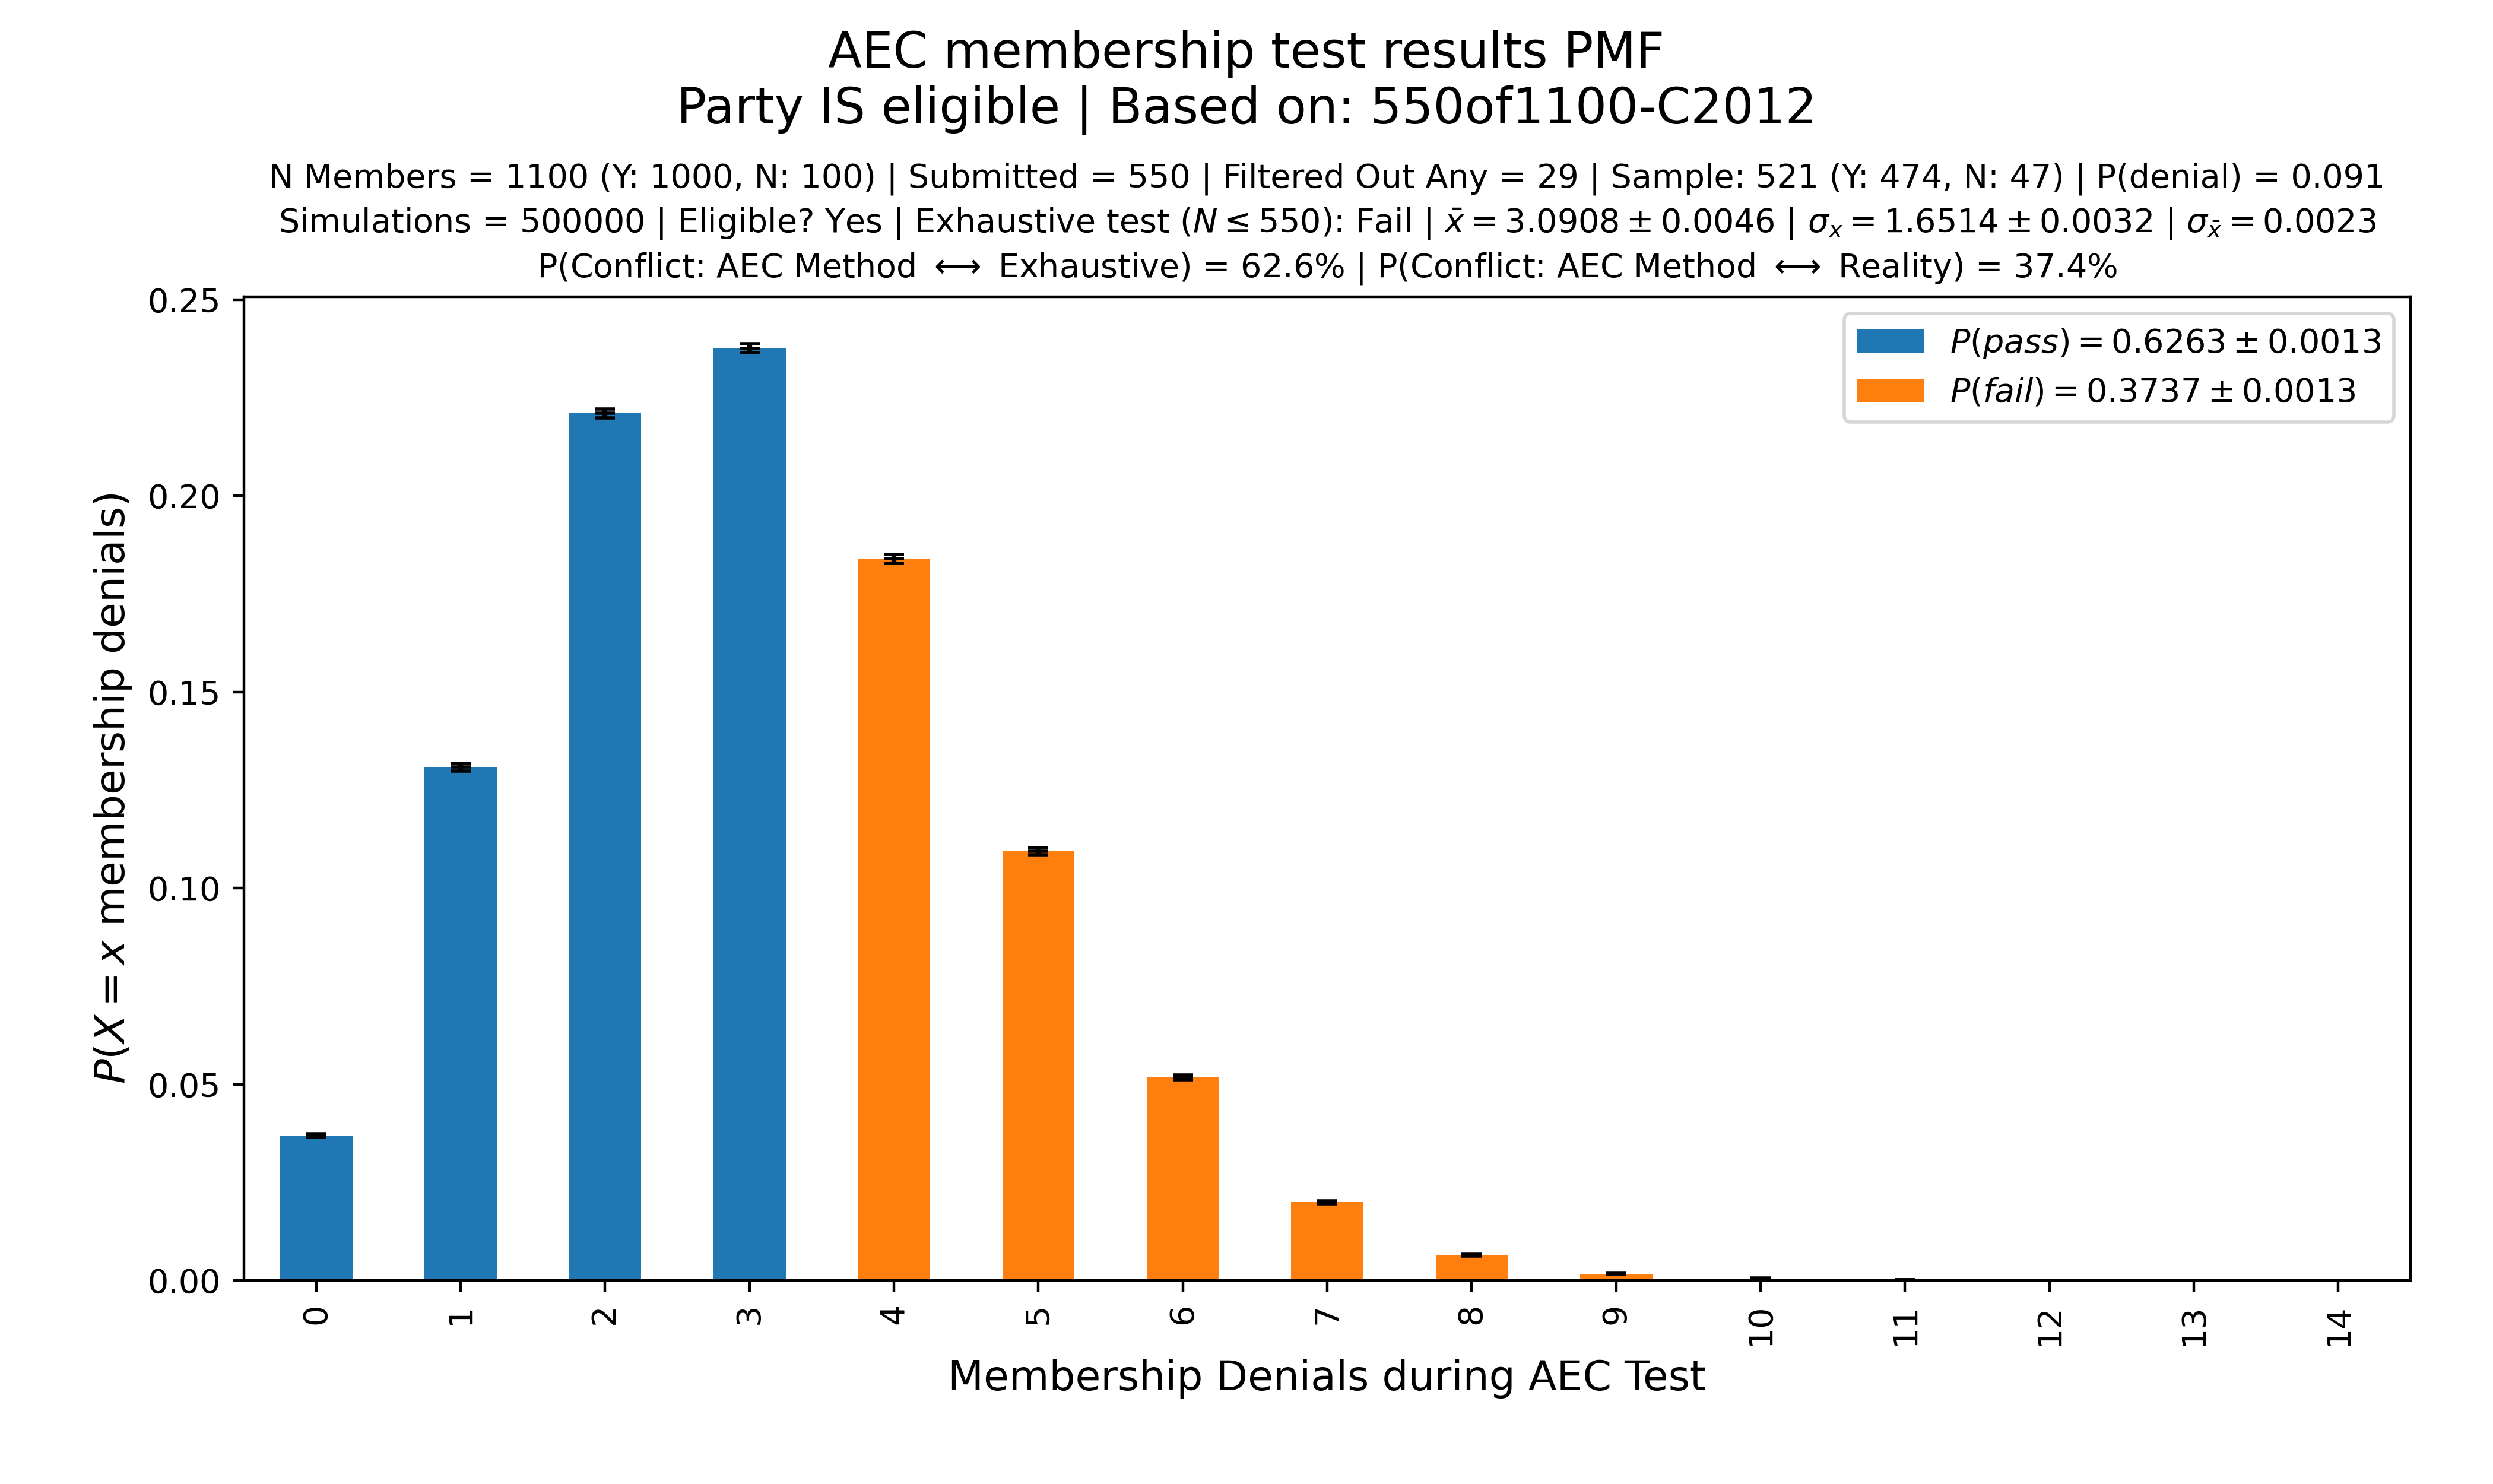 AEC membership test results PMF
Party IS eligible | Based on: 550of1100-C2012
N Members = 1100 (Y: 1000, N: 100) | Submitted = 550 | Filtered Out Any = 29 | Sample: 521 (Y: 474, N: 47) | P(denial) = 0.091
Simulations = 500000 | Eligible? Yes | Exhaustive test (N ≤ 550): Fail | x̄ = 3.0908 ± 0.0046 | σₓ = 1.6514 ± 0.0032 | σ_x̄ = 0.0023
P(Conflict: AEC Method ⟷ Exhaustive) = 62.6% | P(Conflict: AEC Method ⟷ Reality) = 37.4%
P(pass) = 0.6263 ± 0.0013
P(fail) = 0.3737 ± 0.0013
P(X = x membership denials)
0.25
0.20
0.15
0.10
0.05
0.00
0 1 2 3 4 5 6 7 8 9 10 11 12 13 14
Membership Denials during AEC Test